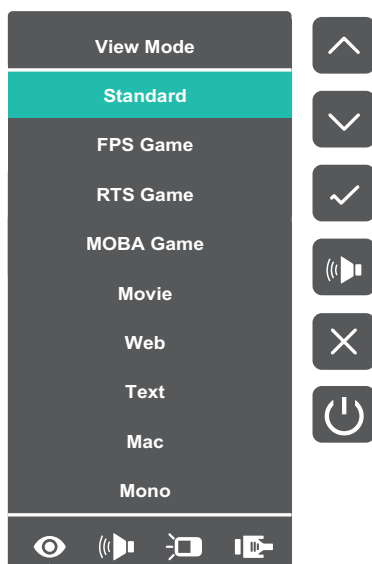 View Mode
Standard
FPS Game
RTS Game
MOBA Game
Movie
Web
Text
Mac
Mono